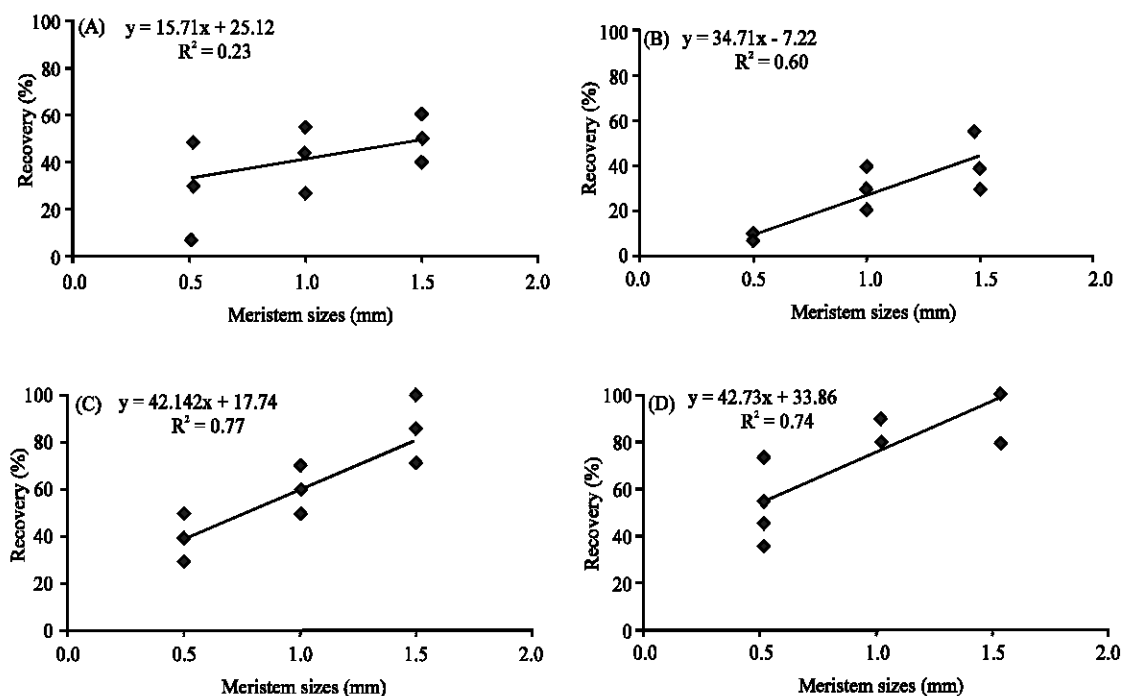 (A) y = 15.71x + 25.12
R² = 0.23
Recovery (%)
100
80
60
40
20
0
0.0 0.5 1.0 1.5 2.0
Meristem sizes (mm)
(B) y = 34.71x - 7.22
R² = 0.60
Recovery (%)
100
80
60
40
20
0
0.0 0.5 1.0 1.5 2.0
Meristem sizes (mm)
(C) y = 42.142x + 17.74
R² = 0.77
Recovery (%)
100
80
60
40
20
0
0.0 0.5 1.0 1.5 2.0
Meristem sizes (mm)
(D) y = 42.73x + 33.86
R² = 0.74
Recovery (%)
100
80
60
40
20
0
0.0 0.5 1.0 1.5 2.0
Meristem sizes (mm)